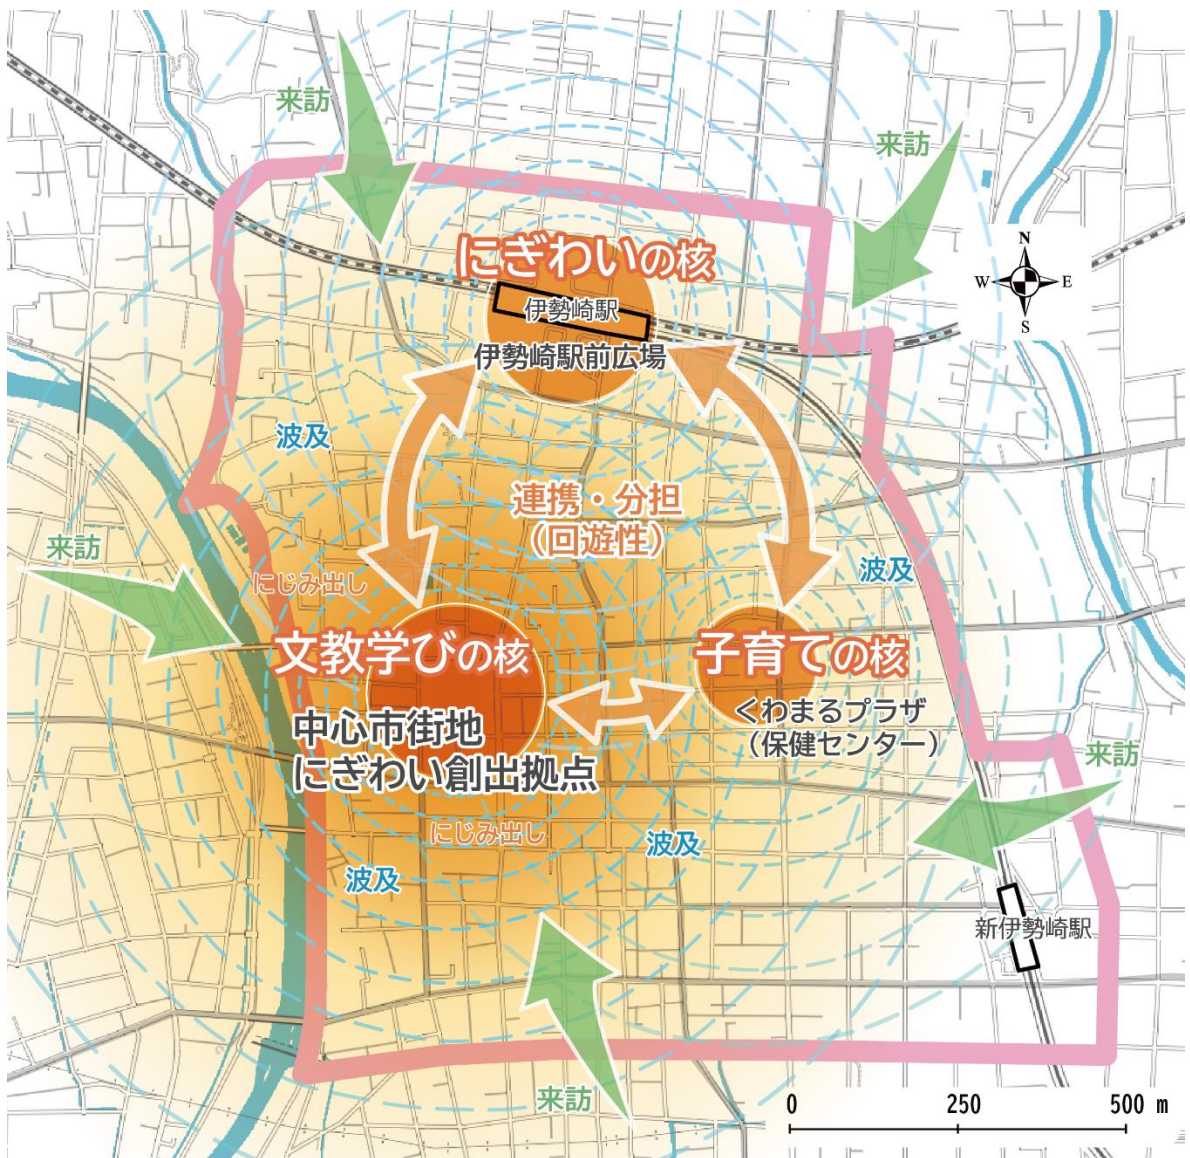 来訪
来訪
N
W
E
S
にぎわいの核
伊勢崎駅
伊勢崎駅前広場
波及
連携・分担
（回遊性）
来訪
波及
にじみ出し
文教学びの核
子育ての核
中心市街地
にぎわい創出拠点
くわまるプラザ
（保健センター）
来訪
にじみ出し
波及
波及
新伊勢崎駅
来訪
0 250 500 m